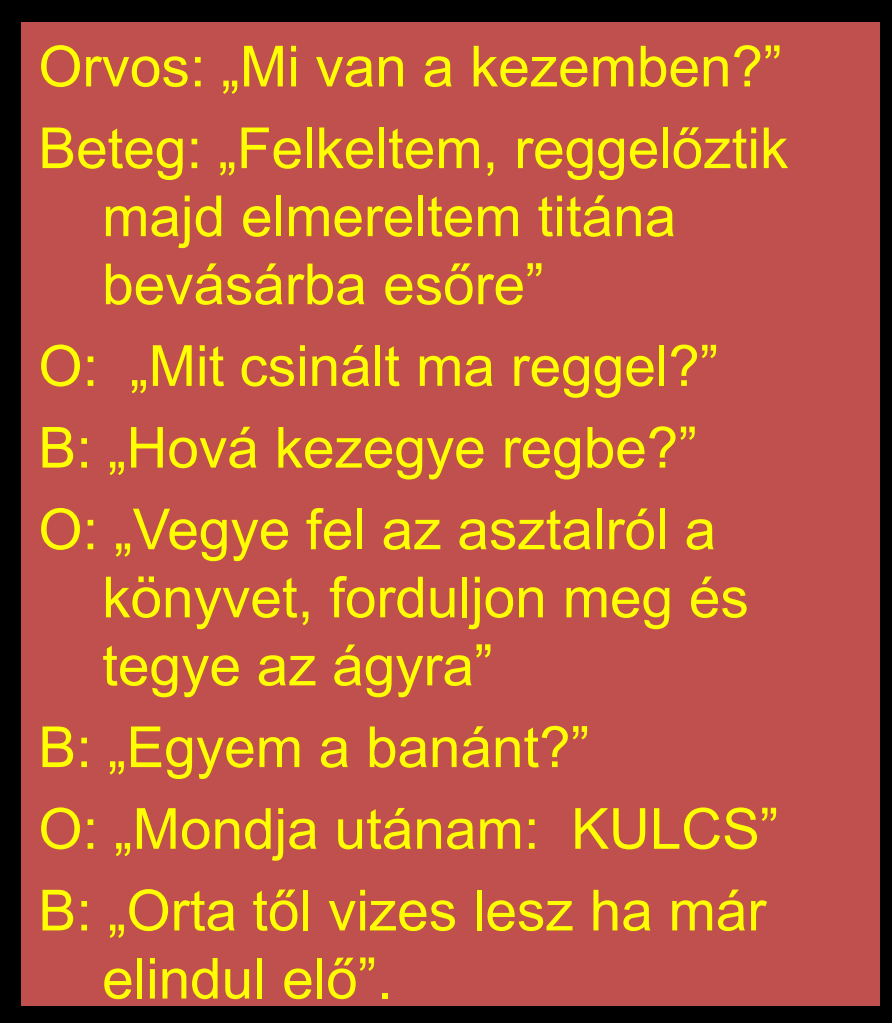 Orvos: „Mi van a kezemben?”
Beteg: „Felkeltem, reggelőztik
majd elmereltem titána
bevásárba esőre”
O:  „Mit csinált ma reggel?”
B: „Hová kezegye regbe?”
O: „Vegye fel az asztalról a
könyvet, forduljon meg és
tegye az ágyra”
B: „Egyem a banánt?”
O: „Mondja utánam:  KULCS”
B: „Orta től vizes lesz ha már
elindul elő”.